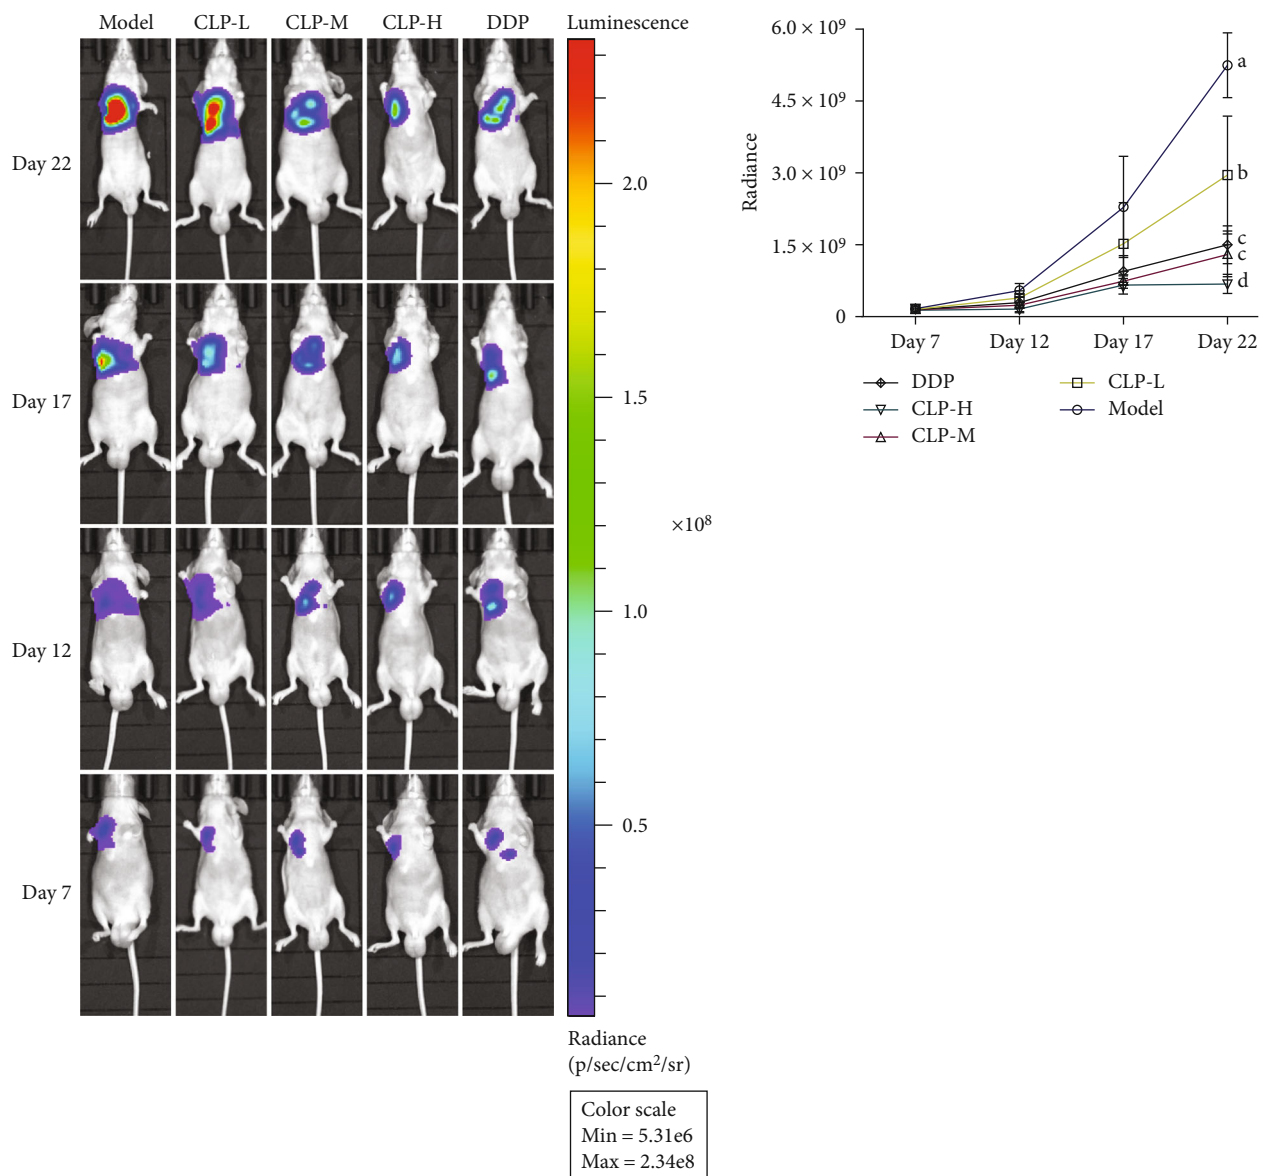 Model CLP-L CLP-M CLP-H DDP Luminescence
Day 22
Day 17
Day 12
Day 7
2.0
1.5
×10⁸
1.0
0.5
Radiance
(p/sec/cm²/sr)
Color scale
Min = 5.31e6
Max = 2.34e8
Radiance
6.0 × 10⁹
4.5 × 10⁹
3.0 × 10⁹
1.5 × 10⁹
0
a
b
c
c
d
Day 7 Day 12 Day 17 Day 22
DDP CLP-L
CLP-H Model
CLP-M